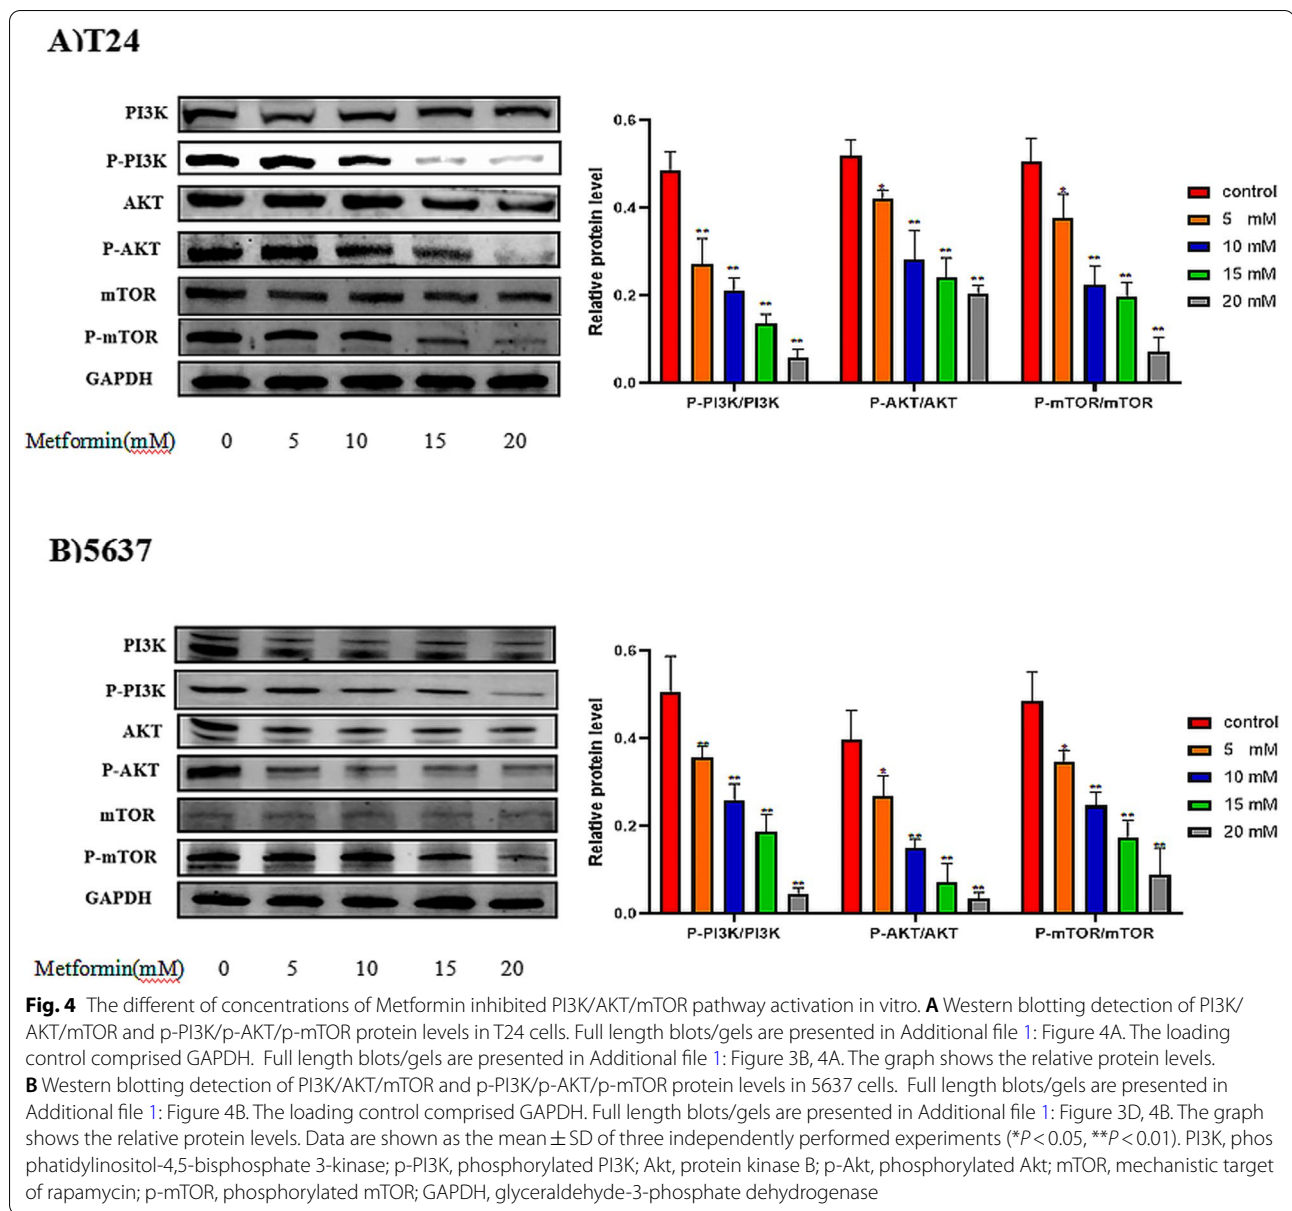 A)T24
PI3K
P-PI3K
AKT
P-AKT
mTOR
P-mTOR
GAPDH
Metformin(mM) 0 5 10 15 20
Relative protein level
0.6
0.4
0.2
0.0
** ** ** **
* ** ** **
* ** ** **
P-PI3K/PI3K P-AKT/AKT P-mTOR/mTOR
control
5 mM
10 mM
15 mM
20 mM
B)5637
PI3K
P-PI3K
AKT
P-AKT
mTOR
P-mTOR
GAPDH
Metformin(mM) 0 5 10 15 20
Relative protein level
0.6
0.4
0.2
0.0
** ** ** **
* ** ** **
* ** ** **
P-PI3K/PI3K P-AKT/AKT P-mTOR/mTOR
control
5 mM
10 mM
15 mM
20 mM
Fig. 4 The different of concentrations of Metformin inhibited PI3K/AKT/mTOR pathway activation in vitro. A Western blotting detection of PI3K/
AKT/mTOR and p-PI3K/p-AKT/p-mTOR protein levels in T24 cells. Full length blots/gels are presented in Additional file 1: Figure 4A. The loading
control comprised GAPDH. Full length blots/gels are presented in Additional file 1: Figure 3B, 4A. The graph shows the relative protein levels.
B Western blotting detection of PI3K/AKT/mTOR and p-PI3K/p-AKT/p-mTOR protein levels in 5637 cells. Full length blots/gels are presented in
Additional file 1: Figure 4B. The loading control comprised GAPDH. Full length blots/gels are presented in Additional file 1: Figure 3D, 4B. The graph
shows the relative protein levels. Data are shown as the mean ± SD of three independently performed experiments (*P < 0.05, **P < 0.01). PI3K, phos
phatidylinositol-4,5-bisphosphate 3-kinase; p-PI3K, phosphorylated PI3K; Akt, protein kinase B; p-Akt, phosphorylated Akt; mTOR, mechanistic target
of rapamycin; p-mTOR, phosphorylated mTOR; GAPDH, glyceraldehyde-3-phosphate dehydrogenase